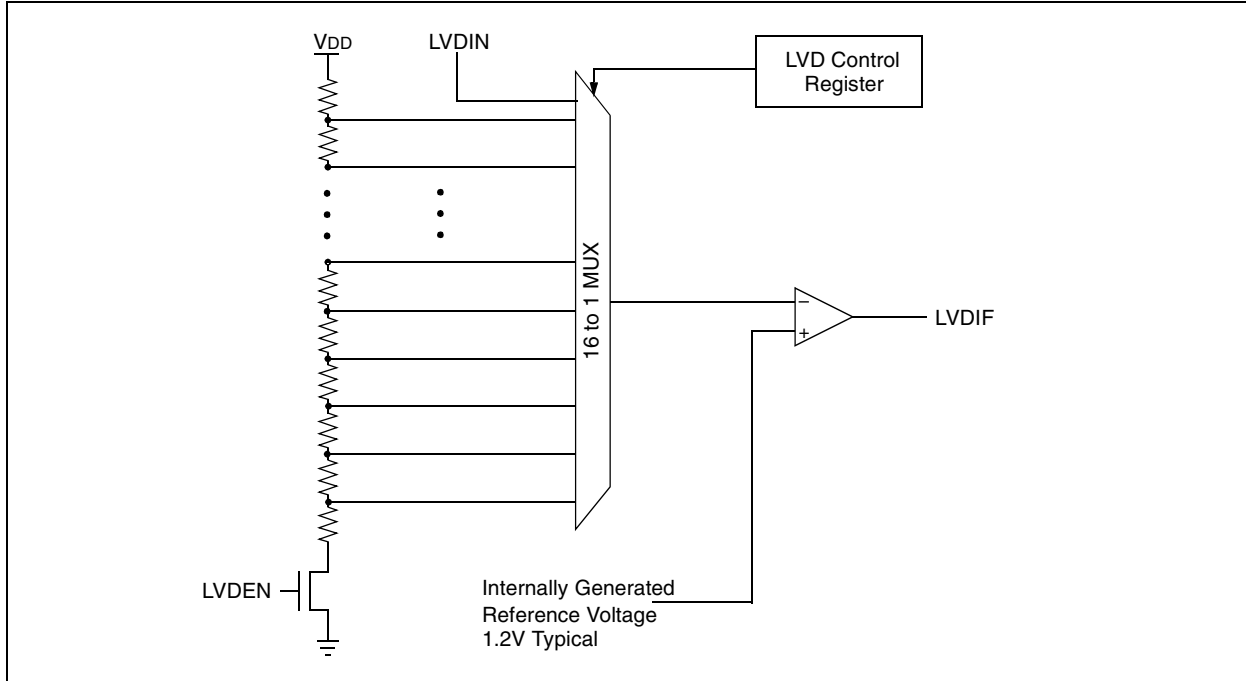 VDD
LVDIN
LVD Control
Register
16 to 1 MUX
−
+
LVDIF
LVDEN
Internally Generated
Reference Voltage
1.2V Typical